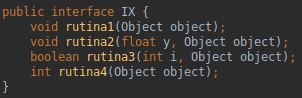 public interface IX {
    void rutina1(Object object);
    void rutina2(float y, Object object);
    boolean rutina3(int i, Object object);
    int rutina4(Object object);
}